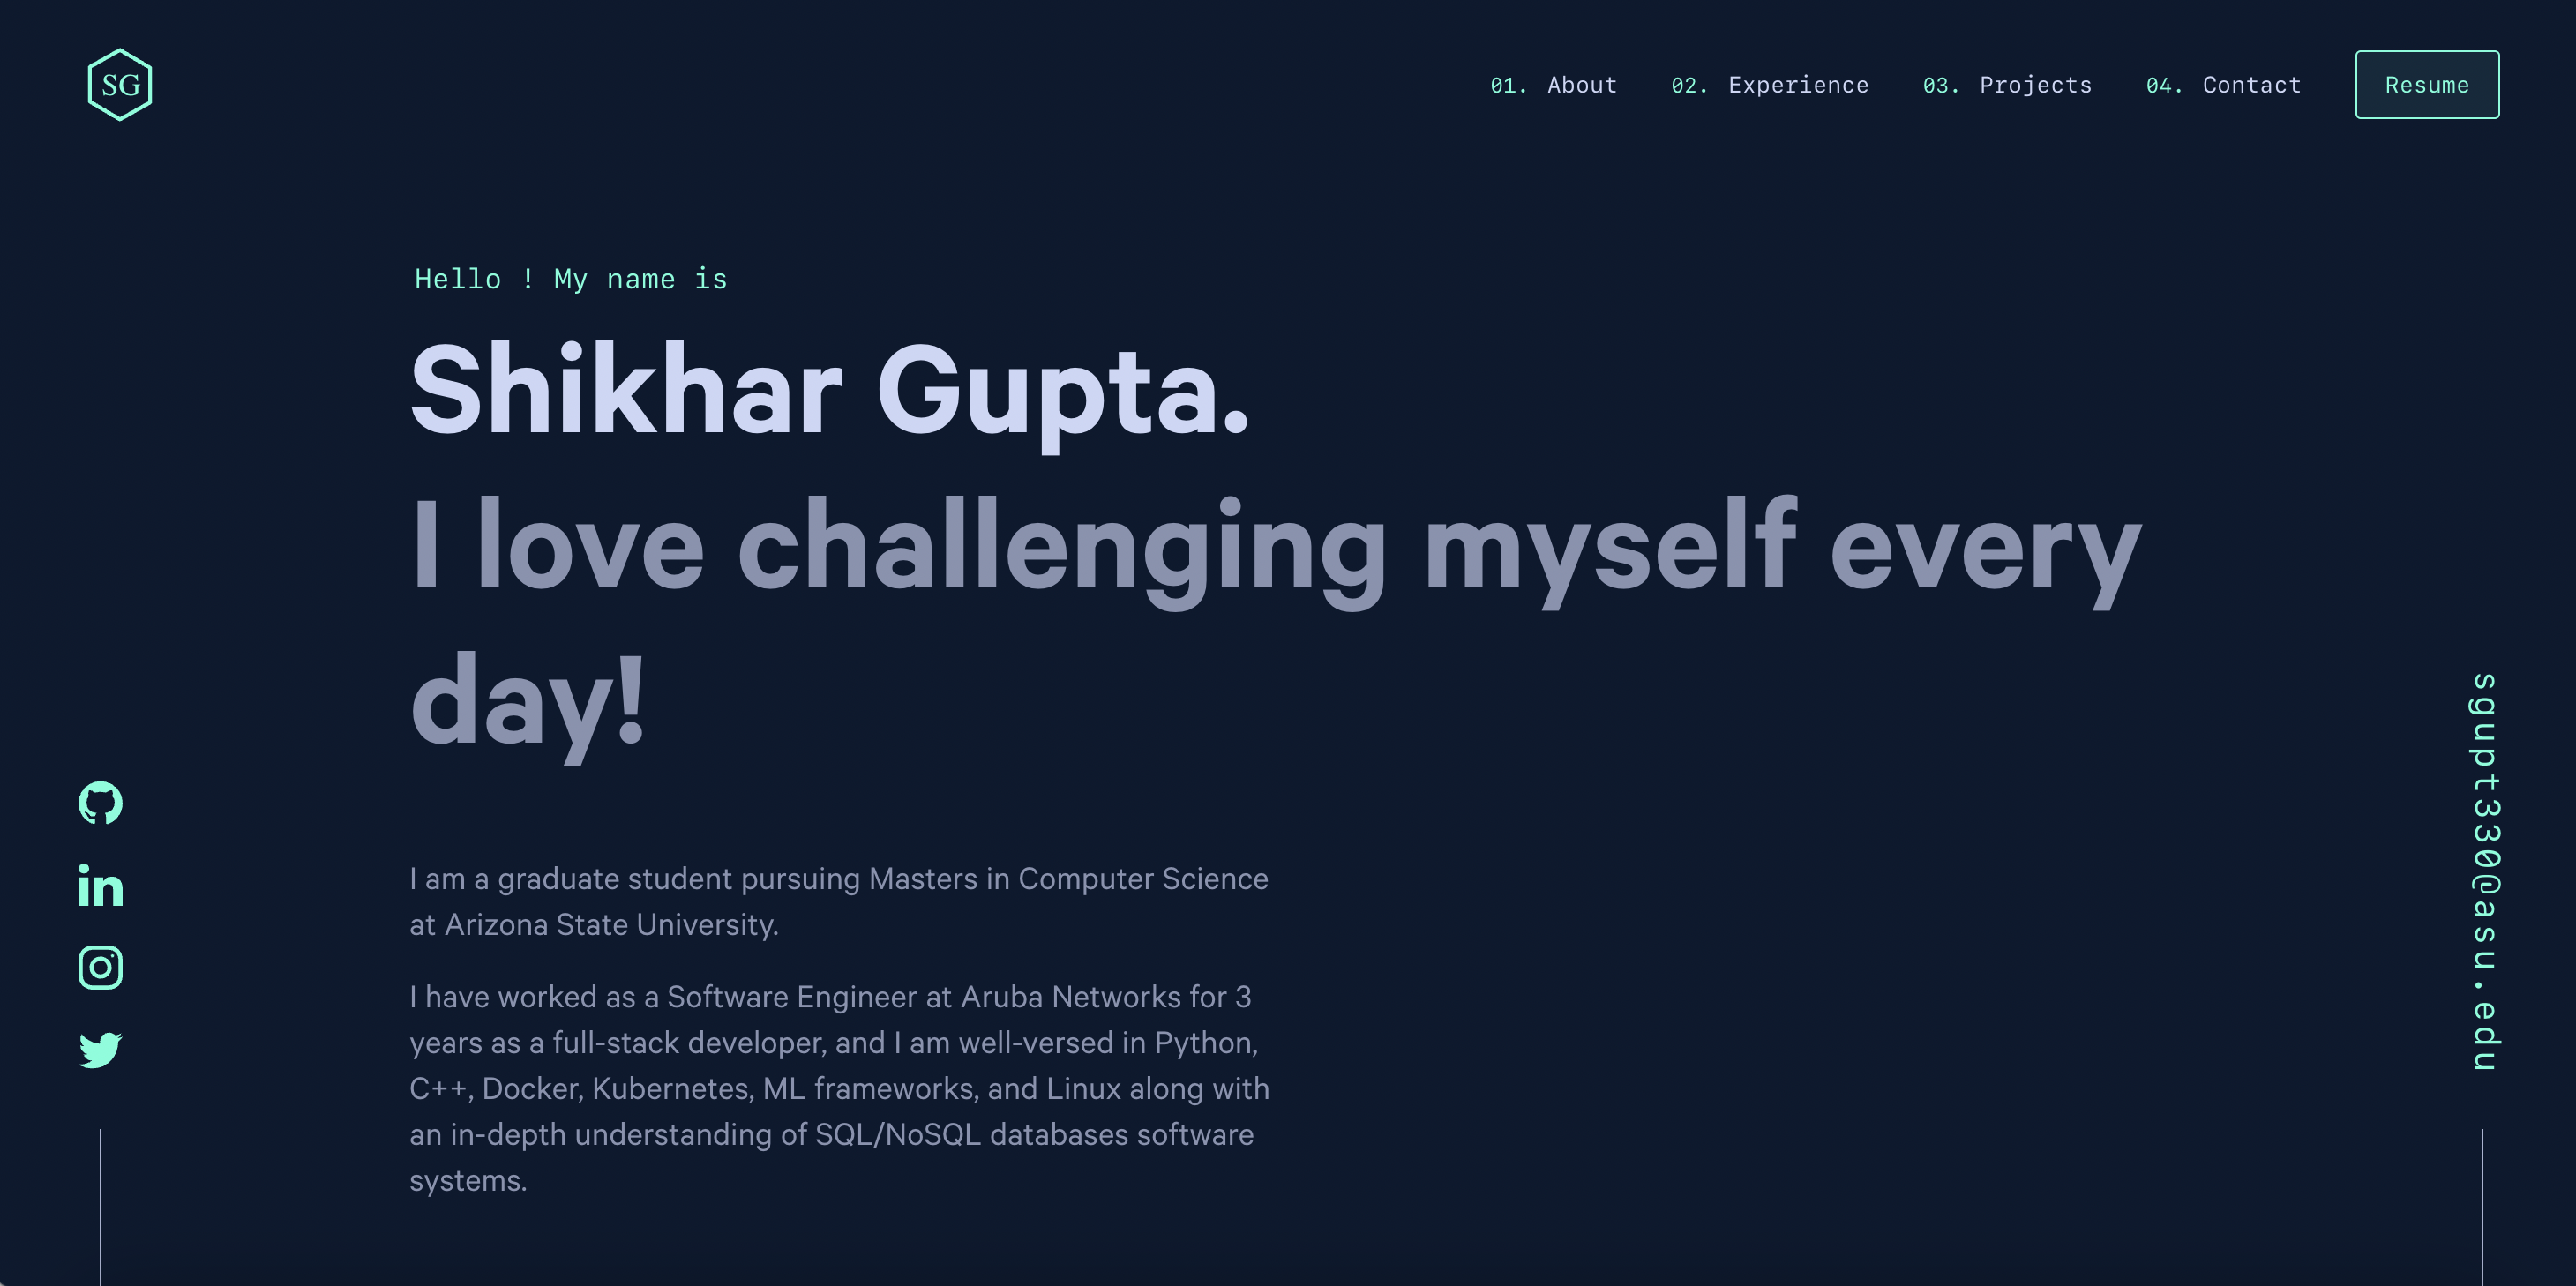 SG
01. About 02. Experience 03. Projects 04. Contact Resume
Hello ! My name is
Shikhar Gupta.
I love challenging myself every
day!
I am a graduate student pursuing Masters in Computer Science
at Arizona State University.
I have worked as a Software Engineer at Aruba Networks for 3
years as a full-stack developer, and I am well-versed in Python,
C++, Docker, Kubernetes, ML frameworks, and Linux along with
an in-depth understanding of SQL/NoSQL databases software
systems.
in
sgupt330@asu.edu